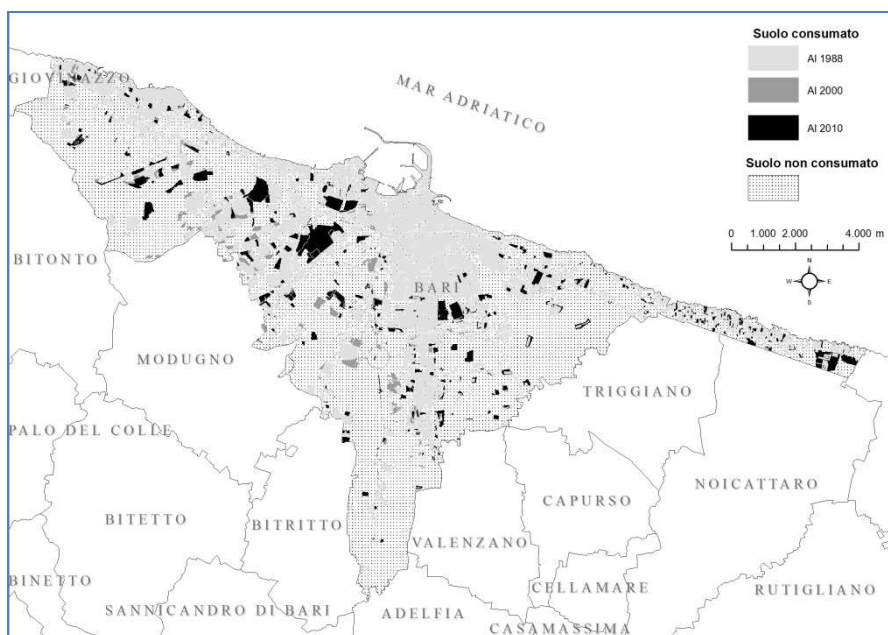 Suolo consumato
Al 1988
Al 2000
Al 2010
Suolo non consumato
0 1.000 2.000 4.000 m
N
W E
S
MAR ADRIATICO
GIOVINAZZO
BITONTO
BARI
MODUGNO
TRIGGIANO
PALO DEL COLLE
NOICATTARO
CAPURSO
BITETTO
BITRITTO
VALENZANO
BINETTO
CELLAMARE
RUTIGLIANO
SANNICANDRO DI BARI
ADELFIA
CASAMASSIMA